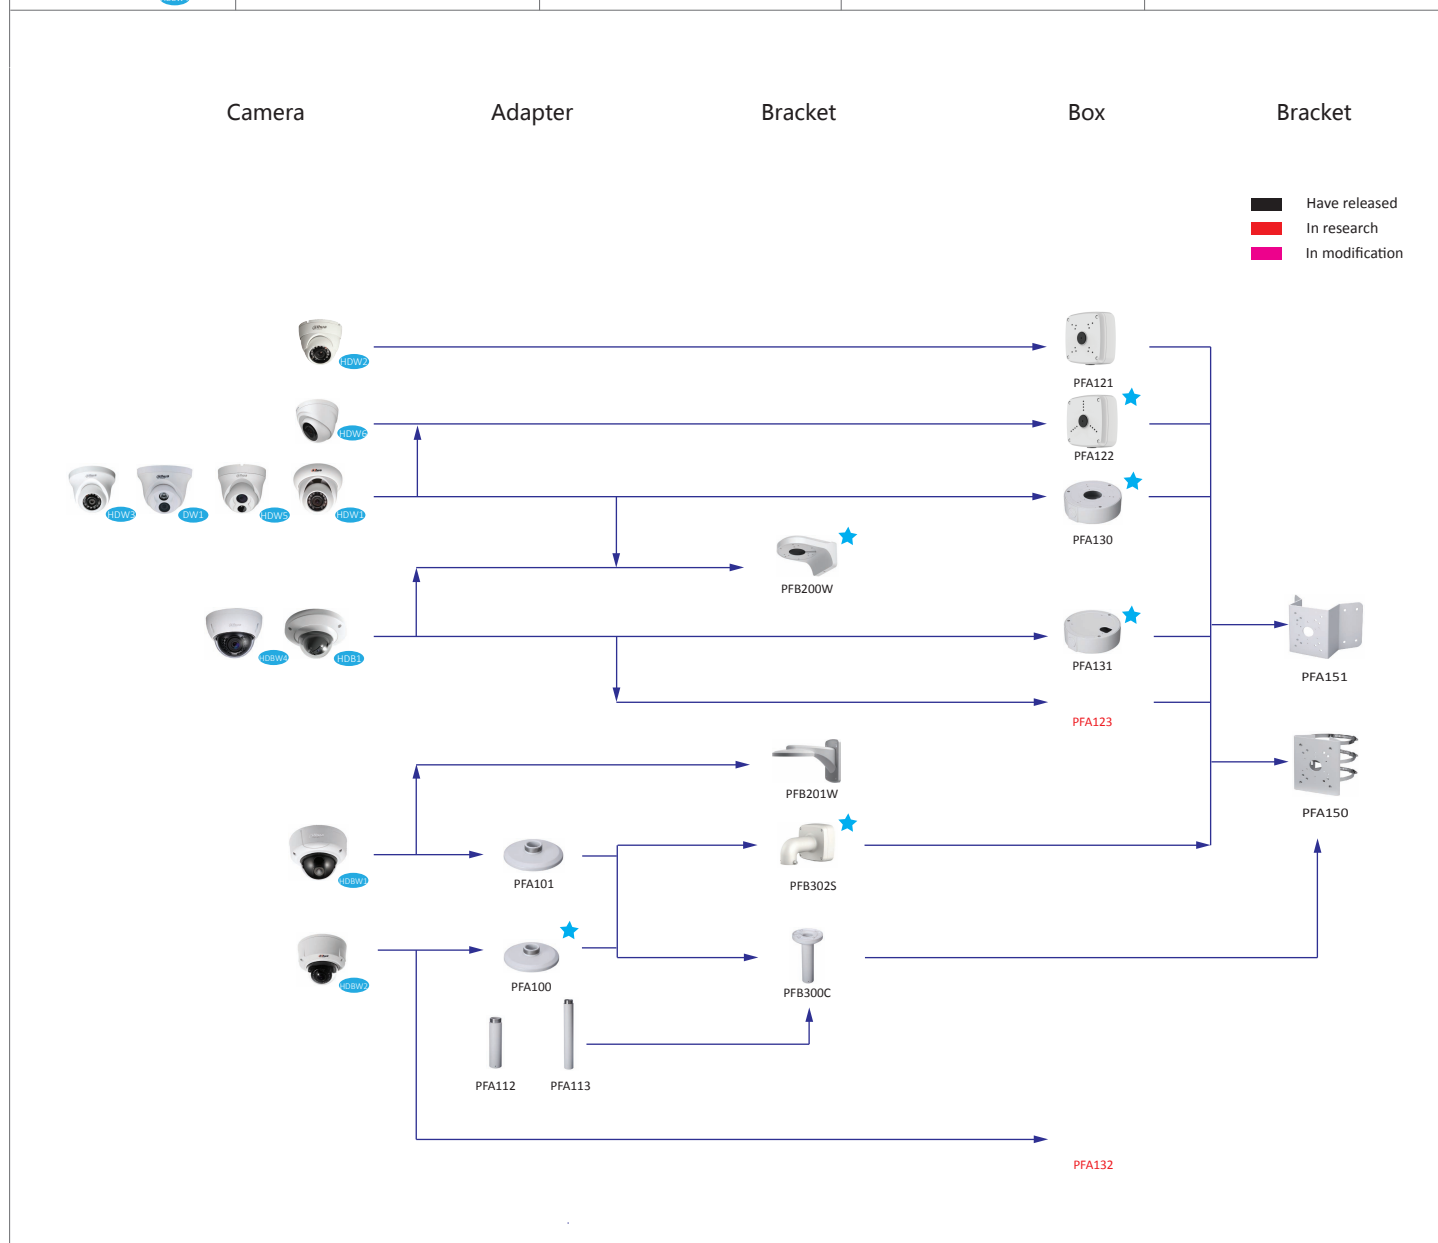 Camera Adapter Bracket Box Bracket
Have released
In research
In modification
HDW2
PFA121
HDW6
PFA122
HDW3 DW1 HDW5 HDW1
PFA130
PFB200W
HDBW4 HDB1
PFA131
PFA151
PFA123
PFB201W
PFA150
HDBW1
PFA101
PFB302S
HDBW2
PFA100
PFB300C
PFA112 PFA113
PFA132